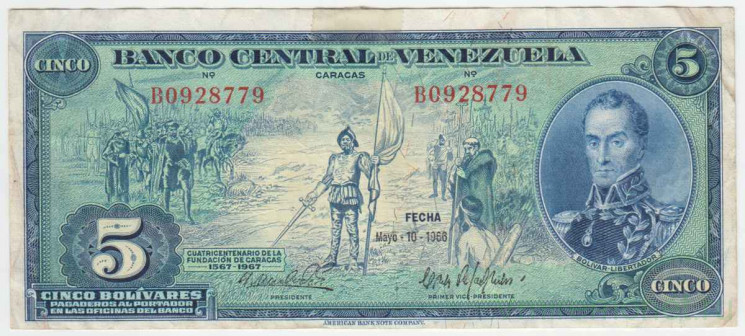 BANCO CENTRAL DE VENEZUELA
CINCO
5
Nº CARACAS Nº
B0928779 B0928779
FECHA
Mayo - 10 - 1966
BOLIVAR-LIBERTADOR
5
CUATRICENTENARIO DE LA
FUNDACIÓN DE CARACAS
1567-1967
CINCO
PRESIDENTE
PRIMER VICE-PRESIDENTE
CINCO BOLÍVARES
PAGADEROS AL PORTADOR
EN LAS OFICINAS DEL BANCO
AMERICAN BANK NOTE COMPANY.